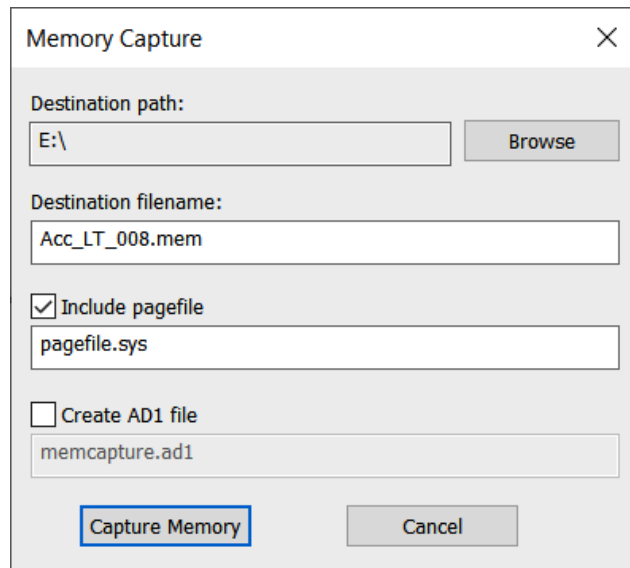 Memory Capture
Destination path:
E:\
Browse
Destination filename:
Acc_LT_008.mem
Include pagefile
pagefile.sys
Create AD1 file
memcapture.ad1
Capture Memory
Cancel